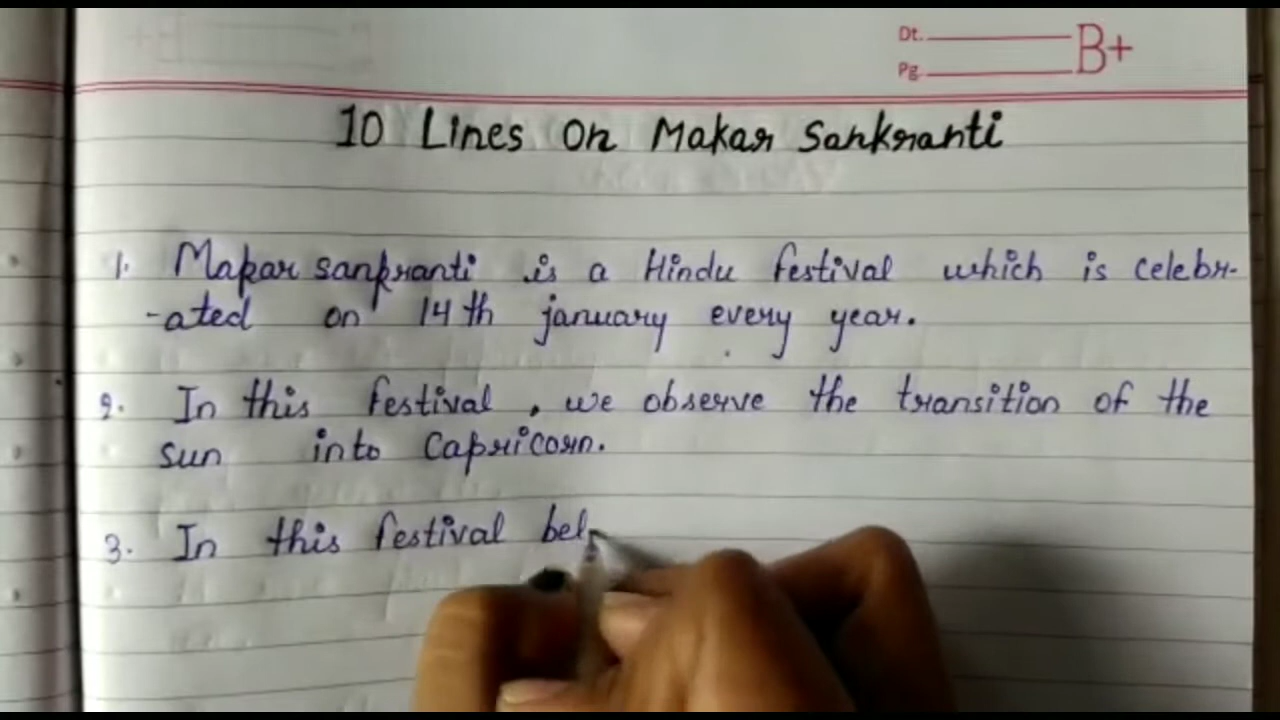 Dt.
Pg.
B+
10 Lines On Makar Sankranti
1. Makar sankranti is a Hindu festival which is celebr-
-ated on 14th january every year.
2. In this festival, we observe the transition of the
sun into Capricorn.
3. In this festival bel